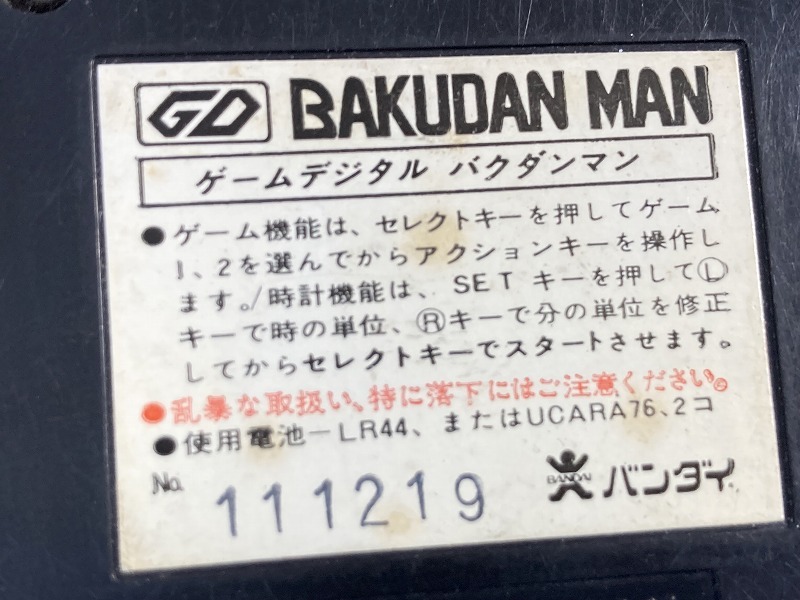 GD BAKUDAN MAN
ゲームデジタル バクダンマン
●ゲーム機能は、セレクトキーを押してゲーム
1、2を選んでからアクションキーを操作し
ます。/時計機能は、SETキーを押してⓁ
キーで時の単位、Ⓡキーで分の単位を修正
してからセレクトキーでスタートさせます。
●乱暴な取扱い、特に落下にはご注意ください。
●使用電池-LR44、またはUCARA76、2コ
No. 111219
BANDAI バンダイ